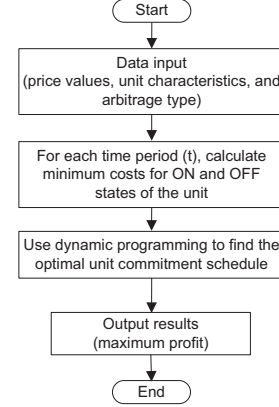 Start
Data input
(price values, unit characteristics, and
arbitrage type)
For each time period (t), calculate
minimum costs for ON and OFF
states of the unit
Use dynamic programming to find the
optimal unit commitment schedule
Output results
(maximum profit)
End